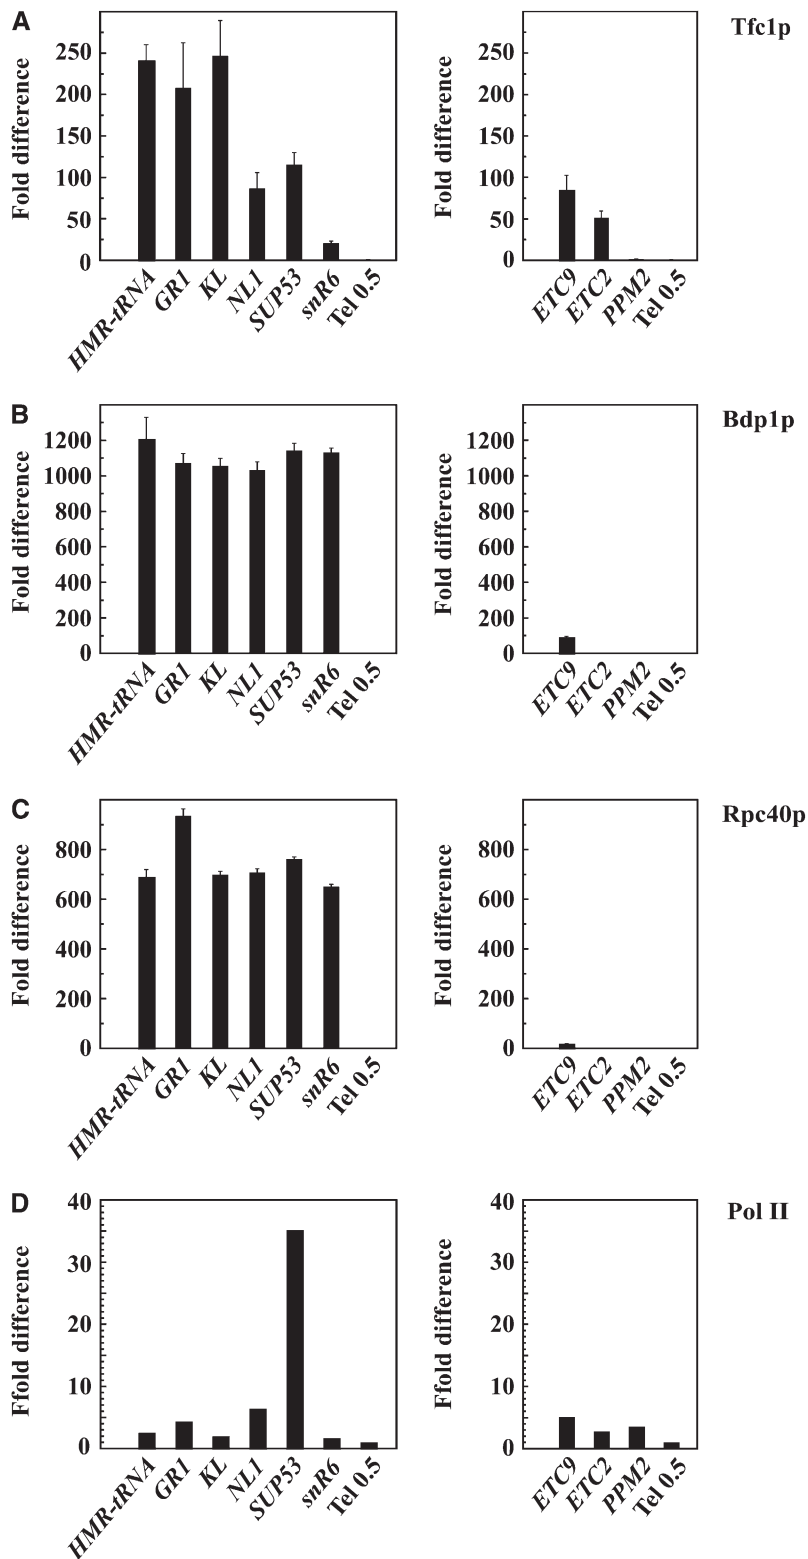 A
Tfc1p
Fold difference
250
200
150
100
50
0
HMR-tRNA
GR1
KL
NL1
SUP53
snR6
Tel 0.5
Fold difference
250
200
150
100
50
0
ETC9
ETC2
PPM2
Tel 0.5
B
Bdp1p
Fold difference
1200
1000
800
600
400
200
0
HMR-tRNA
GR1
KL
NL1
SUP53
snR6
Tel 0.5
Fold difference
1200
1000
800
600
400
200
0
ETC9
ETC2
PPM2
Tel 0.5
C
Rpc40p
Fold difference
800
600
400
200
0
HMR-tRNA
GR1
KL
NL1
SUP53
snR6
Tel 0.5
Fold difference
800
600
400
200
0
ETC9
ETC2
PPM2
Tel 0.5
D
Pol II
Ffold difference
40
30
20
10
0
HMR-tRNA
GR1
KL
NL1
SUP53
snR6
Tel 0.5
Ffold difference
40
30
20
10
0
ETC9
ETC2
PPM2
Tel 0.5